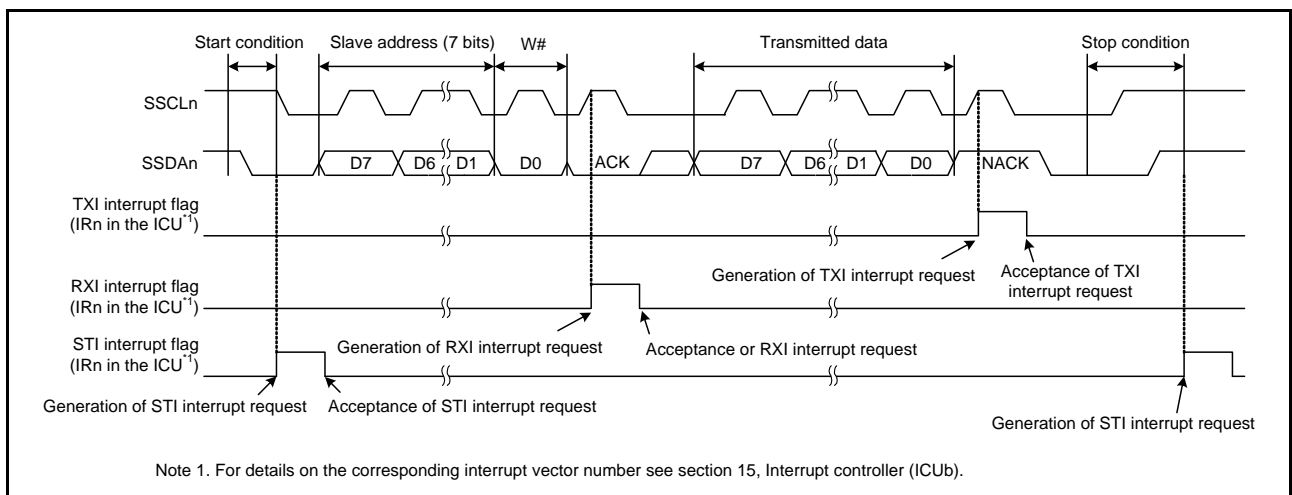 Start condition
Slave address (7 bits)
W#
Transmitted data
Stop condition
SSCLn
SSDAn
D7
D6
D1
D0
ACK
D7
D6
D1
D0
NACK
TXI interrupt flag
(IRn in the ICU*1)
Generation of TXI interrupt request
Acceptance of TXI
interrupt request
RXI interrupt flag
(IRn in the ICU*1)
Generation of RXI interrupt request
Acceptance or RXI interrupt request
STI interrupt flag
(IRn in the ICU*1)
Generation of STI interrupt request
Acceptance of STI interrupt request
Generation of STI interrupt request
Note 1. For details on the corresponding interrupt vector number see section 15, Interrupt controller (ICUb).